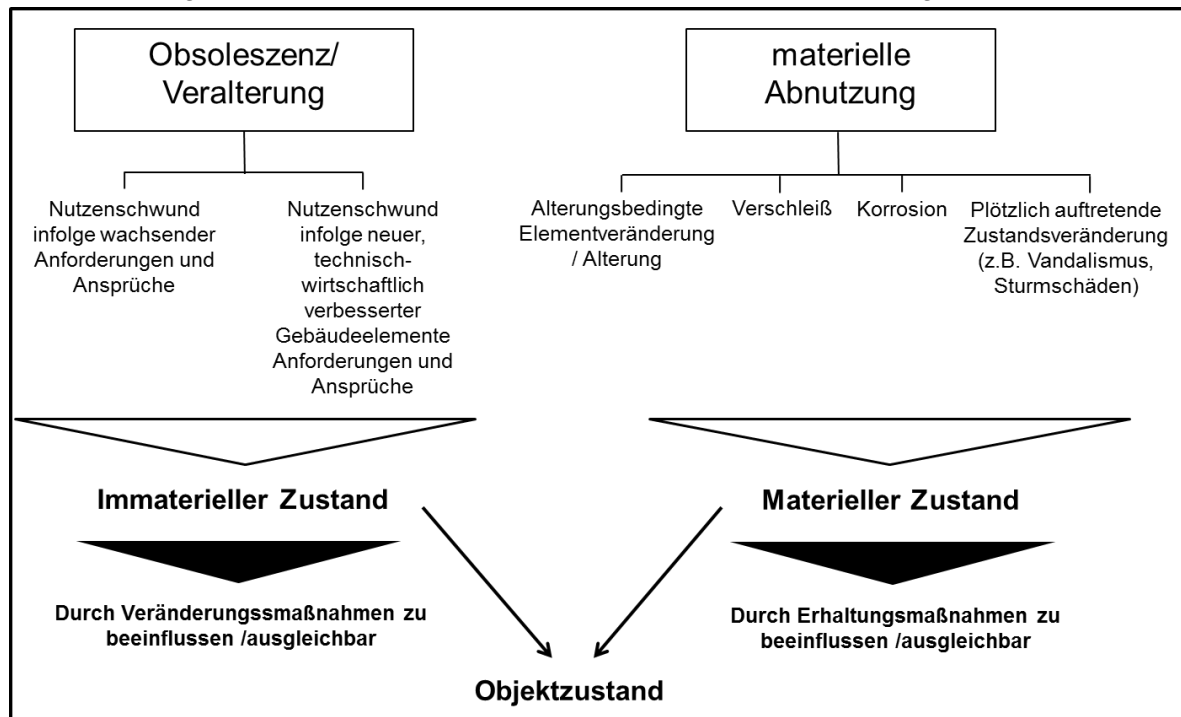 Obsoleszenz/
Veralterung
materielle
Abnutzung
Nutzenschwund
infolge wachsender
Anforderungen und
Ansprüche
Nutzenschwund
infolge neuer,
technisch-
wirtschaftlich
verbesserter
Gebäudeelemente
Anforderungen und
Ansprüche
Alterungsbedingte
Elementveränderung
/ Alterung
Verschleiß
Korrosion
Plötzlich auftretende
Zustandsveränderung
(z.B. Vandalismus,
Sturmschäden)
Immaterieller Zustand
Materieller Zustand
Durch Veränderungssmaßnahmen zu
beeinflussen /ausgleichbar
Durch Erhaltungsmaßnahmen zu
beeinflussen /ausgleichbar
Objektzustand